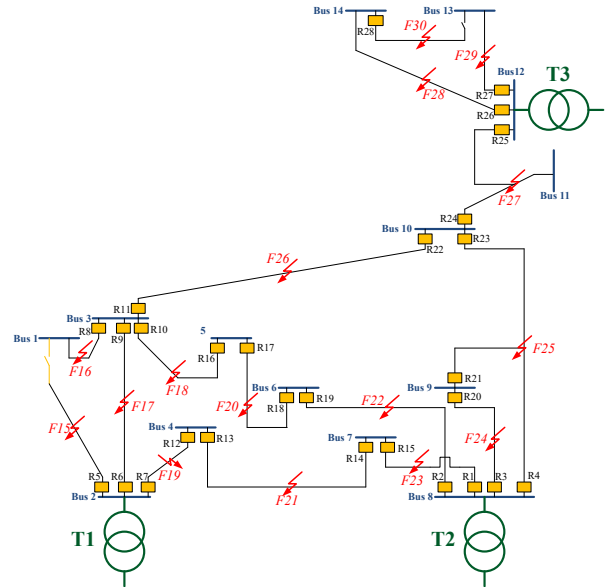 Bus 14
Bus 13
R28
F30
F29
Bus12
T3
F28
R27
R26
R25
F27
Bus 11
R24
Bus 10
R22
R23
F26
R11
Bus 3
R8
R9
R10
Bus 1
5
R16
R17
F16
F18
F25
F17
F20
Bus 6
R18
R19
F22
Bus 9
R21
R20
F15
Bus 4
R12
R13
F19
Bus 7
R14
R15
F23
F24
F21
R5
R6
R7
Bus 2
R2
R1
R3
R4
Bus 8
T1
T2